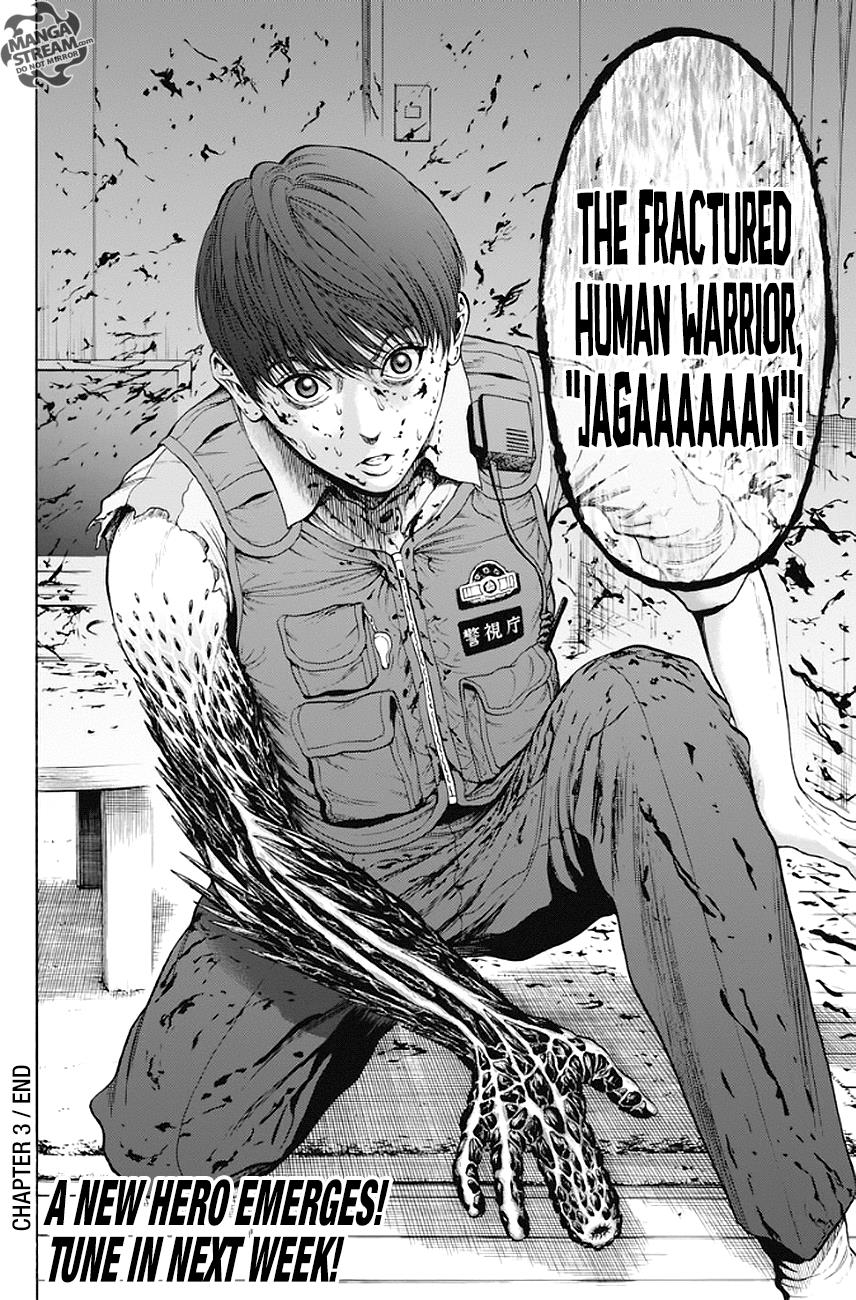 MANGA
STREAM.com
DO NOT MIRROR
THE FRACTURED
HUMAN WARRIOR,
"JAGAAAAAAN"!
警視庁
CHAPTER 3 / END
A NEW HERO EMERGES!
TUNE IN NEXT WEEK!